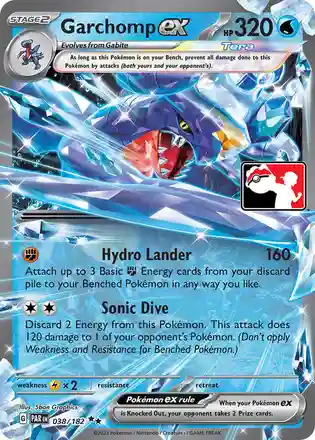 STAGE 2
Garchomp ex HP 320
Evolves from Gabite
Tera
As long as this Pokémon is on your Bench, prevent all damage done to this
Pokémon by attacks (both yours and your opponent's).
Hydro Lander 160
Attach up to 3 Basic Energy cards from your discard
pile to your Benched Pokémon in any way you like.
Sonic Dive
Discard 2 Energy from this Pokémon. This attack does
120 damage to 1 of your opponent's Pokémon. (Don't apply
Weakness and Resistance for Benched Pokémon.)
weakness ×2 resistance retreat
Illus. 5ban Graphics
Pokémon ex rule
When your Pokémon ex
is Knocked Out, your opponent takes 2 Prize cards.
G PAR EN 038/182 ★★
©2023 Pokémon / Nintendo / Creatures / GAME FREAK